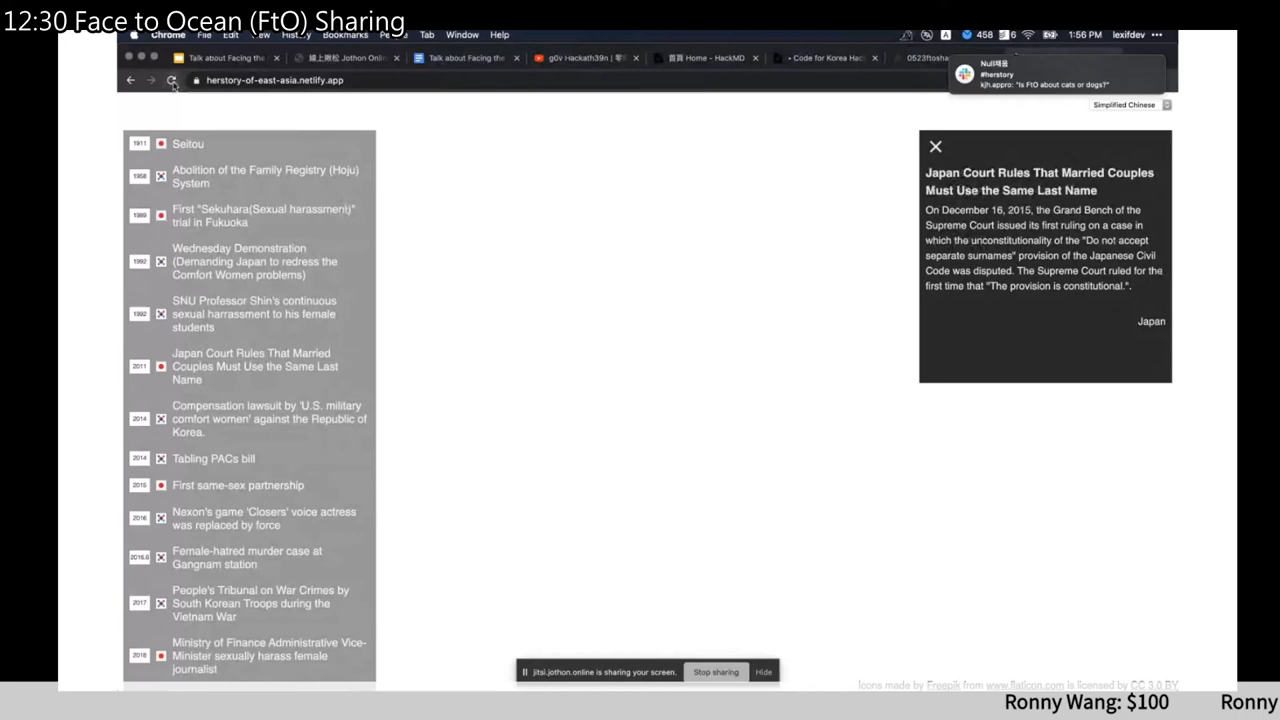 12:30 Face to Ocean (FtO) Sharing
Chrome File Edit View History Bookmarks People Tab Window Help
458 6 A 1:56 PM lexifdev
Talk about Facing the
線上揪松 Jothon Onlin
Talk about Facing the
g0v Hackath39n | 零
首頁 Home - HackMD
• Code for Korea Hac
0523ftosha
herstory-of-east-asia.netlify.app
Null채움
#herstory
kjh.appro: "Is FtO about cats or dogs?"
Simplified Chinese
1911 Seitou
1958 Abolition of the Family Registry (Hoju)
System
1989 First "Sekuhara(Sexual harassment)"
trial in Fukuoka
1992 Wednesday Demonstration
(Demanding Japan to redress the
Comfort Women problems)
1992 SNU Professor Shin's continuous
sexual harrassment to his female
students
2011 Japan Court Rules That Married
Couples Must Use the Same Last
Name
2014 Compensation lawsuit by 'U.S. military
comfort women' against the Republic of
Korea.
2014 Tabling PACs bill
2015 First same-sex partnership
2016 Nexon's game 'Closers' voice actress
was replaced by force
2016.6 Female-hatred murder case at
Gangnam station
2017 People's Tribunal on War Crimes by
South Korean Troops during the
Vietnam War
2018 Ministry of Finance Administrative Vice-
Minister sexually harass female
journalist
Japan Court Rules That Married Couples
Must Use the Same Last Name
On December 16, 2015, the Grand Bench of the
Supreme Court issued its first ruling on a case in
which the unconstitutionality of the "Do not accept
separate surnames" provision of the Japanese Civil
Code was disputed. The Supreme Court ruled for the
first time that "The provision is constitutional.".
Japan
jitsi.jothon.online is sharing your screen. Stop sharing Hide
Icons made by Freepik from www.flaticon.com is licensed by CC 3.0 BY
Ronny Wang: $100 Ronny